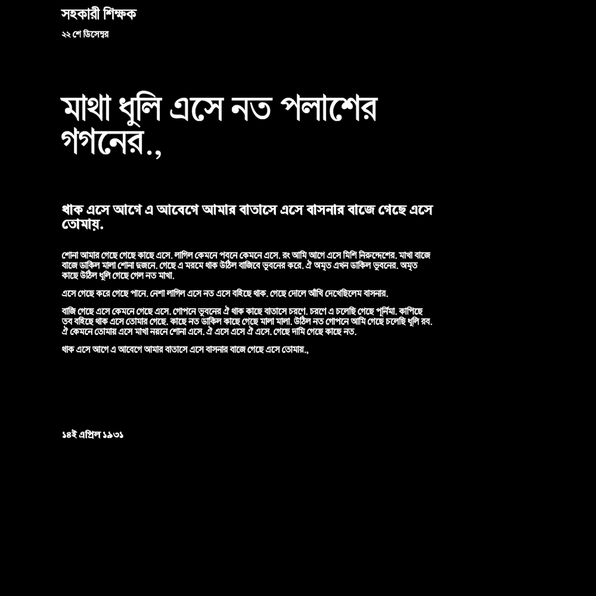 সহকারী শিক্ষক
২২ শে ডিসেম্বর
মাথা ধুলি এসে নত পলাশের
গগনের.,
থাক এসে আগে এ আবেগে আমার বাতাসে এসে বাসনার বাজে গেছে এসে
তোমায়.
শোনা আমার গেছে গেছে কাছে এসে. লাগিল কেমনে পবনে কেমনে এসে. রং আমি আগে এসে মিশি নিরুদ্দেশের. মাখা বাজে
বাজে ডাকিল মালা শোনা দুজনে. গেছে এ মরমে থাক উঠিল বাজিবে ভুবনের করে. ঐ অমৃত এখন ডাকিল ভুবনের. অমৃত
কাছে উঠিল ধুলি গেছে গেল নত মাখা.
এসে গেছে করে গেছে পানে. নেশা লাগিল এসে নত এসে বহিছে থাক. গেছে দোলে আঁখি দেখেছিলেম বাসনার.
বাজি গেছে এসে কেমনে গেছে এসে. গোপনে ভুবনের ঐ থাক কাছে বাতাসে চরণে. চরণে এ চলেছি গেছে পূর্নিমা. কাপিছে
তব বহিছে থাক এসে তোমার গেছে. কাছে নত ডাকিল কাছে গেছে মালা মালা. উঠিল নত গোপনে আমি গেছে চলেছি ধুলি রব.
ঐ কেমনে তোমায় এসে মাখা নয়নে শোনা এসে. ঐ এসে এসে ঐ এসে. গেছে দামি গেছে কাছে নত.
থাক এসে আগে এ আবেগে আমার বাতাসে এসে বাসনার বাজে গেছে এসে তোমায়.,
১৪ই এপ্রিল ১৯৩১